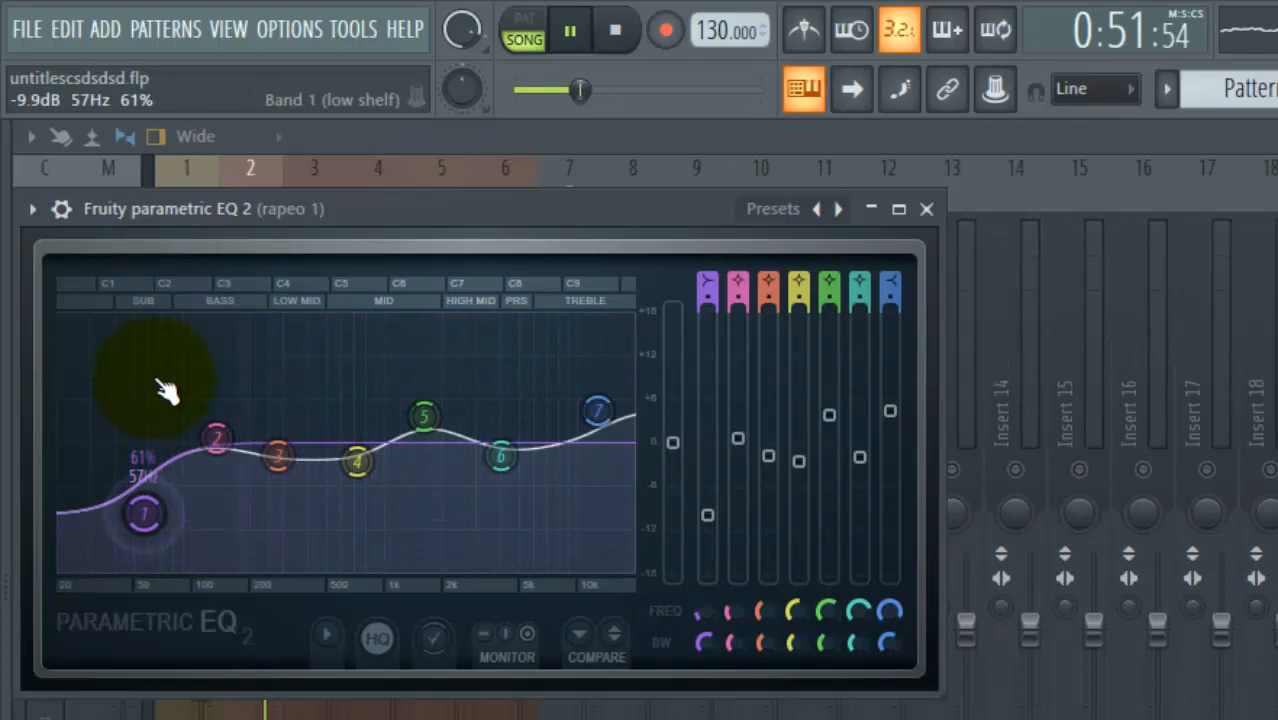 FILE EDIT ADD PATTERNS VIEW OPTIONS TOOLS HELP
PAT
SONG
130.000
3.2.
M:S:CS
0:51:54
untitlescsdsdsd.flp
-9.9dB 57Hz 61% Band 1 (low shelf)
Line
Pattern
Wide
C M 1 2 3 4 5 6 7 8 9 10 11 12 13 14 15 16 17 18
Fruity parametric EQ 2 (rapeo 1)
Presets
C1 C2 C3 C4 C5 C6 C7 C8 C9
SUB BASS LOW MID MID HIGH MID PRS TREBLE
+18
+12
+6
0
-6
-12
-18
61%
57Hz
1 2 3 4 5 6 7
20 50 100 200 500 1k 2k 5k 10k
PARAMETRIC EQ 2
HQ
MONITOR
COMPARE
FREQ
BW
Insert 14
Insert 15
Insert 16
Insert 17
Insert 18